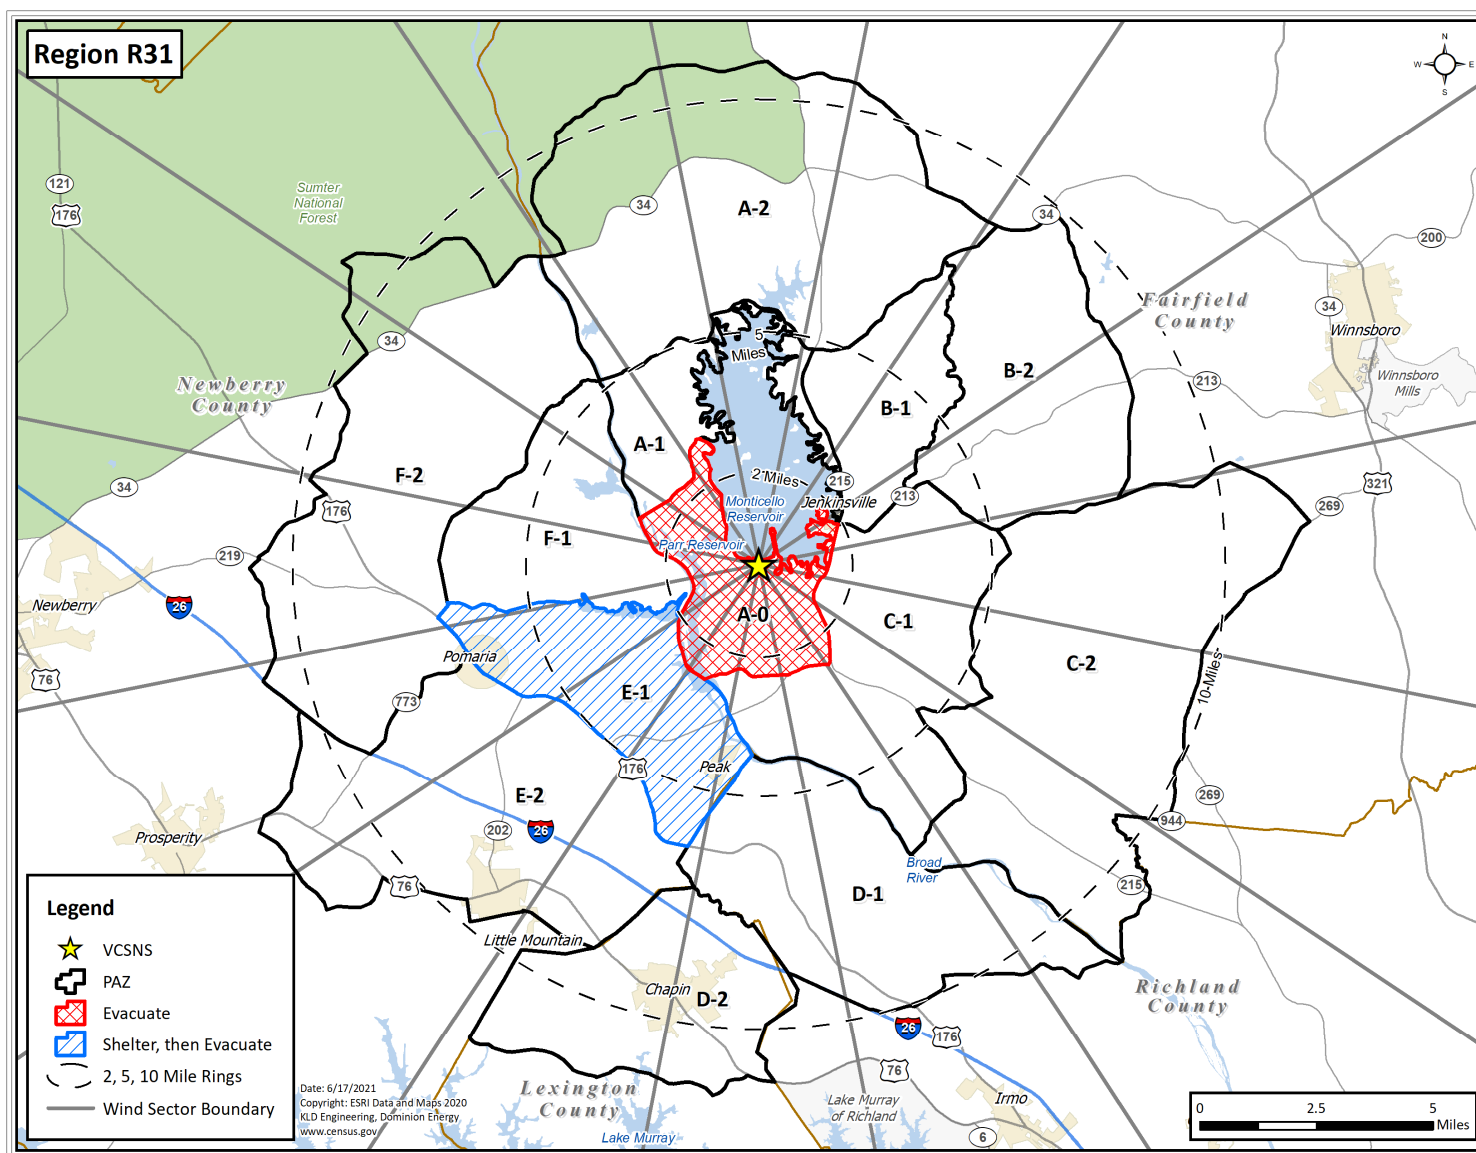 Region R31
N
W
E
S
121
176
Sumter
National
Forest
34
A-2
34
200
Fairfield
County
34
Winnsboro
Winnsboro
Mills
Newberry
County
34
5
Miles
B-2
213
B-1
A-1
F-2
34
2 Miles
215
213
321
269
Monticello
Reservoir
Jenkinsville
176
F-1
Parr Reservoir
219
Newberry
26
A-0
C-1
C-2
Pomaria
76
E-1
10-Miles
773
176
Peak
E-2
202
26
269
944
Prosperity
Broad
River
D-1
215
76
Little Mountain
Chapin
D-2
Richland
County
26
176
76
Lexington
County
Lake Murray
of Richland
Irmo
Lake Murray
6
Legend
VCSNS
PAZ
Evacuate
Shelter, then Evacuate
2, 5, 10 Mile Rings
Wind Sector Boundary
Date: 6/17/2021
Copyright: ESRI Data and Maps 2020
KLD Engineering, Dominion Energy
www.census.gov
0
2.5
5
Miles